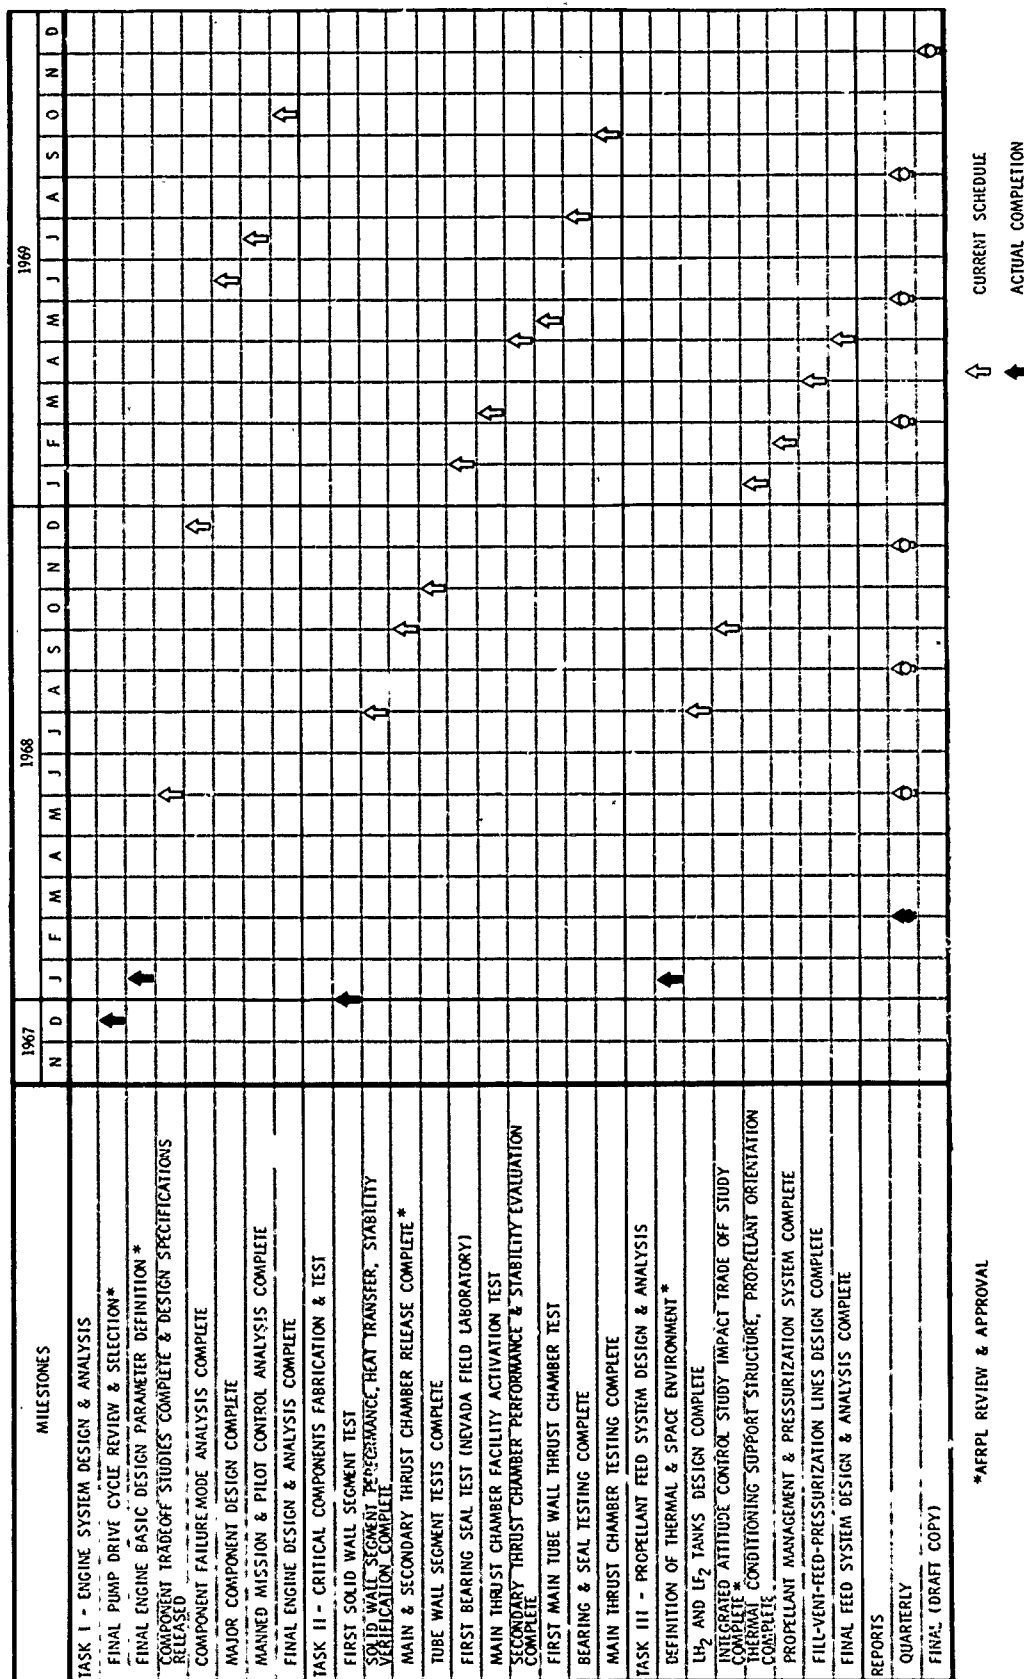 MILESTONES
1967
1968
1969
N D J F M A M J J A S O N D J F M A M J J A S O N D
TASK I - ENGINE SYSTEM DESIGN & ANALYSIS
FINAL PUMP DRIVE CYCLE REVIEW & SELECTION*
FINAL ENGINE BASIC DESIGN PARAMETER DEFINITION*
COMPONENT TRADEOFF STUDIES COMPLETE & DESIGN SPECIFICATIONS
RELEASED
COMPONENT FAILURE MODE ANALYSIS COMPLETE
MAJOR COMPONENT DESIGN COMPLETE
MANNED MISSION & PILOT CONTROL ANALYSIS COMPLETE
FINAL ENGINE DESIGN & ANALYSIS COMPLETE
TASK II - CRITICAL COMPONENTS FABRICATION & TEST
FIRST SOLID WALL SEGMENT TEST
SOLID WALL SEGMENT PERFORMANCE, HEAT TRANSFER, STABILITY
VERIFICATION COMPLETE
MAIN & SECONDARY THRUST CHAMBER RELEASE COMPLETE*
TUBE WALL SEGMENT TESTS COMPLETE
FIRST BEARING SEAL TEST (NEVADA FIELD LABORATORY)
MAIN THRUST CHAMBER FACILITY ACTIVATION TEST
SECONDARY THRUST CHAMBER PERFORMANCE & STABILITY EVALUATION
COMPLETE
FIRST MAIN TUBE WALL THRUST CHAMBER TEST
BEARING & SEAL TESTING COMPLETE
MAIN THRUST CHAMBER TESTING COMPLETE
TASK III - PROPELLANT FEED SYSTEM DESIGN & ANALYSIS
DEFINITION OF THERMAL & SPACE ENVIRONMENT*
LH2 AND LF2 TANKS DESIGN COMPLETE
INTEGRATED ATTITUDE CONTROL STUDY IMPACT TRADE OFF STUDY
COMPLETE*
THERMAL CONDITIONING SUPPORT STRUCTURE, PROPELLANT ORIENTATION
COMPLETE
PROPELLANT MANAGEMENT & PRESSURIZATION SYSTEM COMPLETE
FILL-VENT-FEED-PRESSURIZATION LINES DESIGN COMPLETE
FINAL FEED SYSTEM DESIGN & ANALYSIS COMPLETE
REPORTS
QUARTERLY
FINAL (DRAFT COPY)
*AFRPL REVIEW & APPROVAL
CURRENT SCHEDULE
ACTUAL COMPLETION